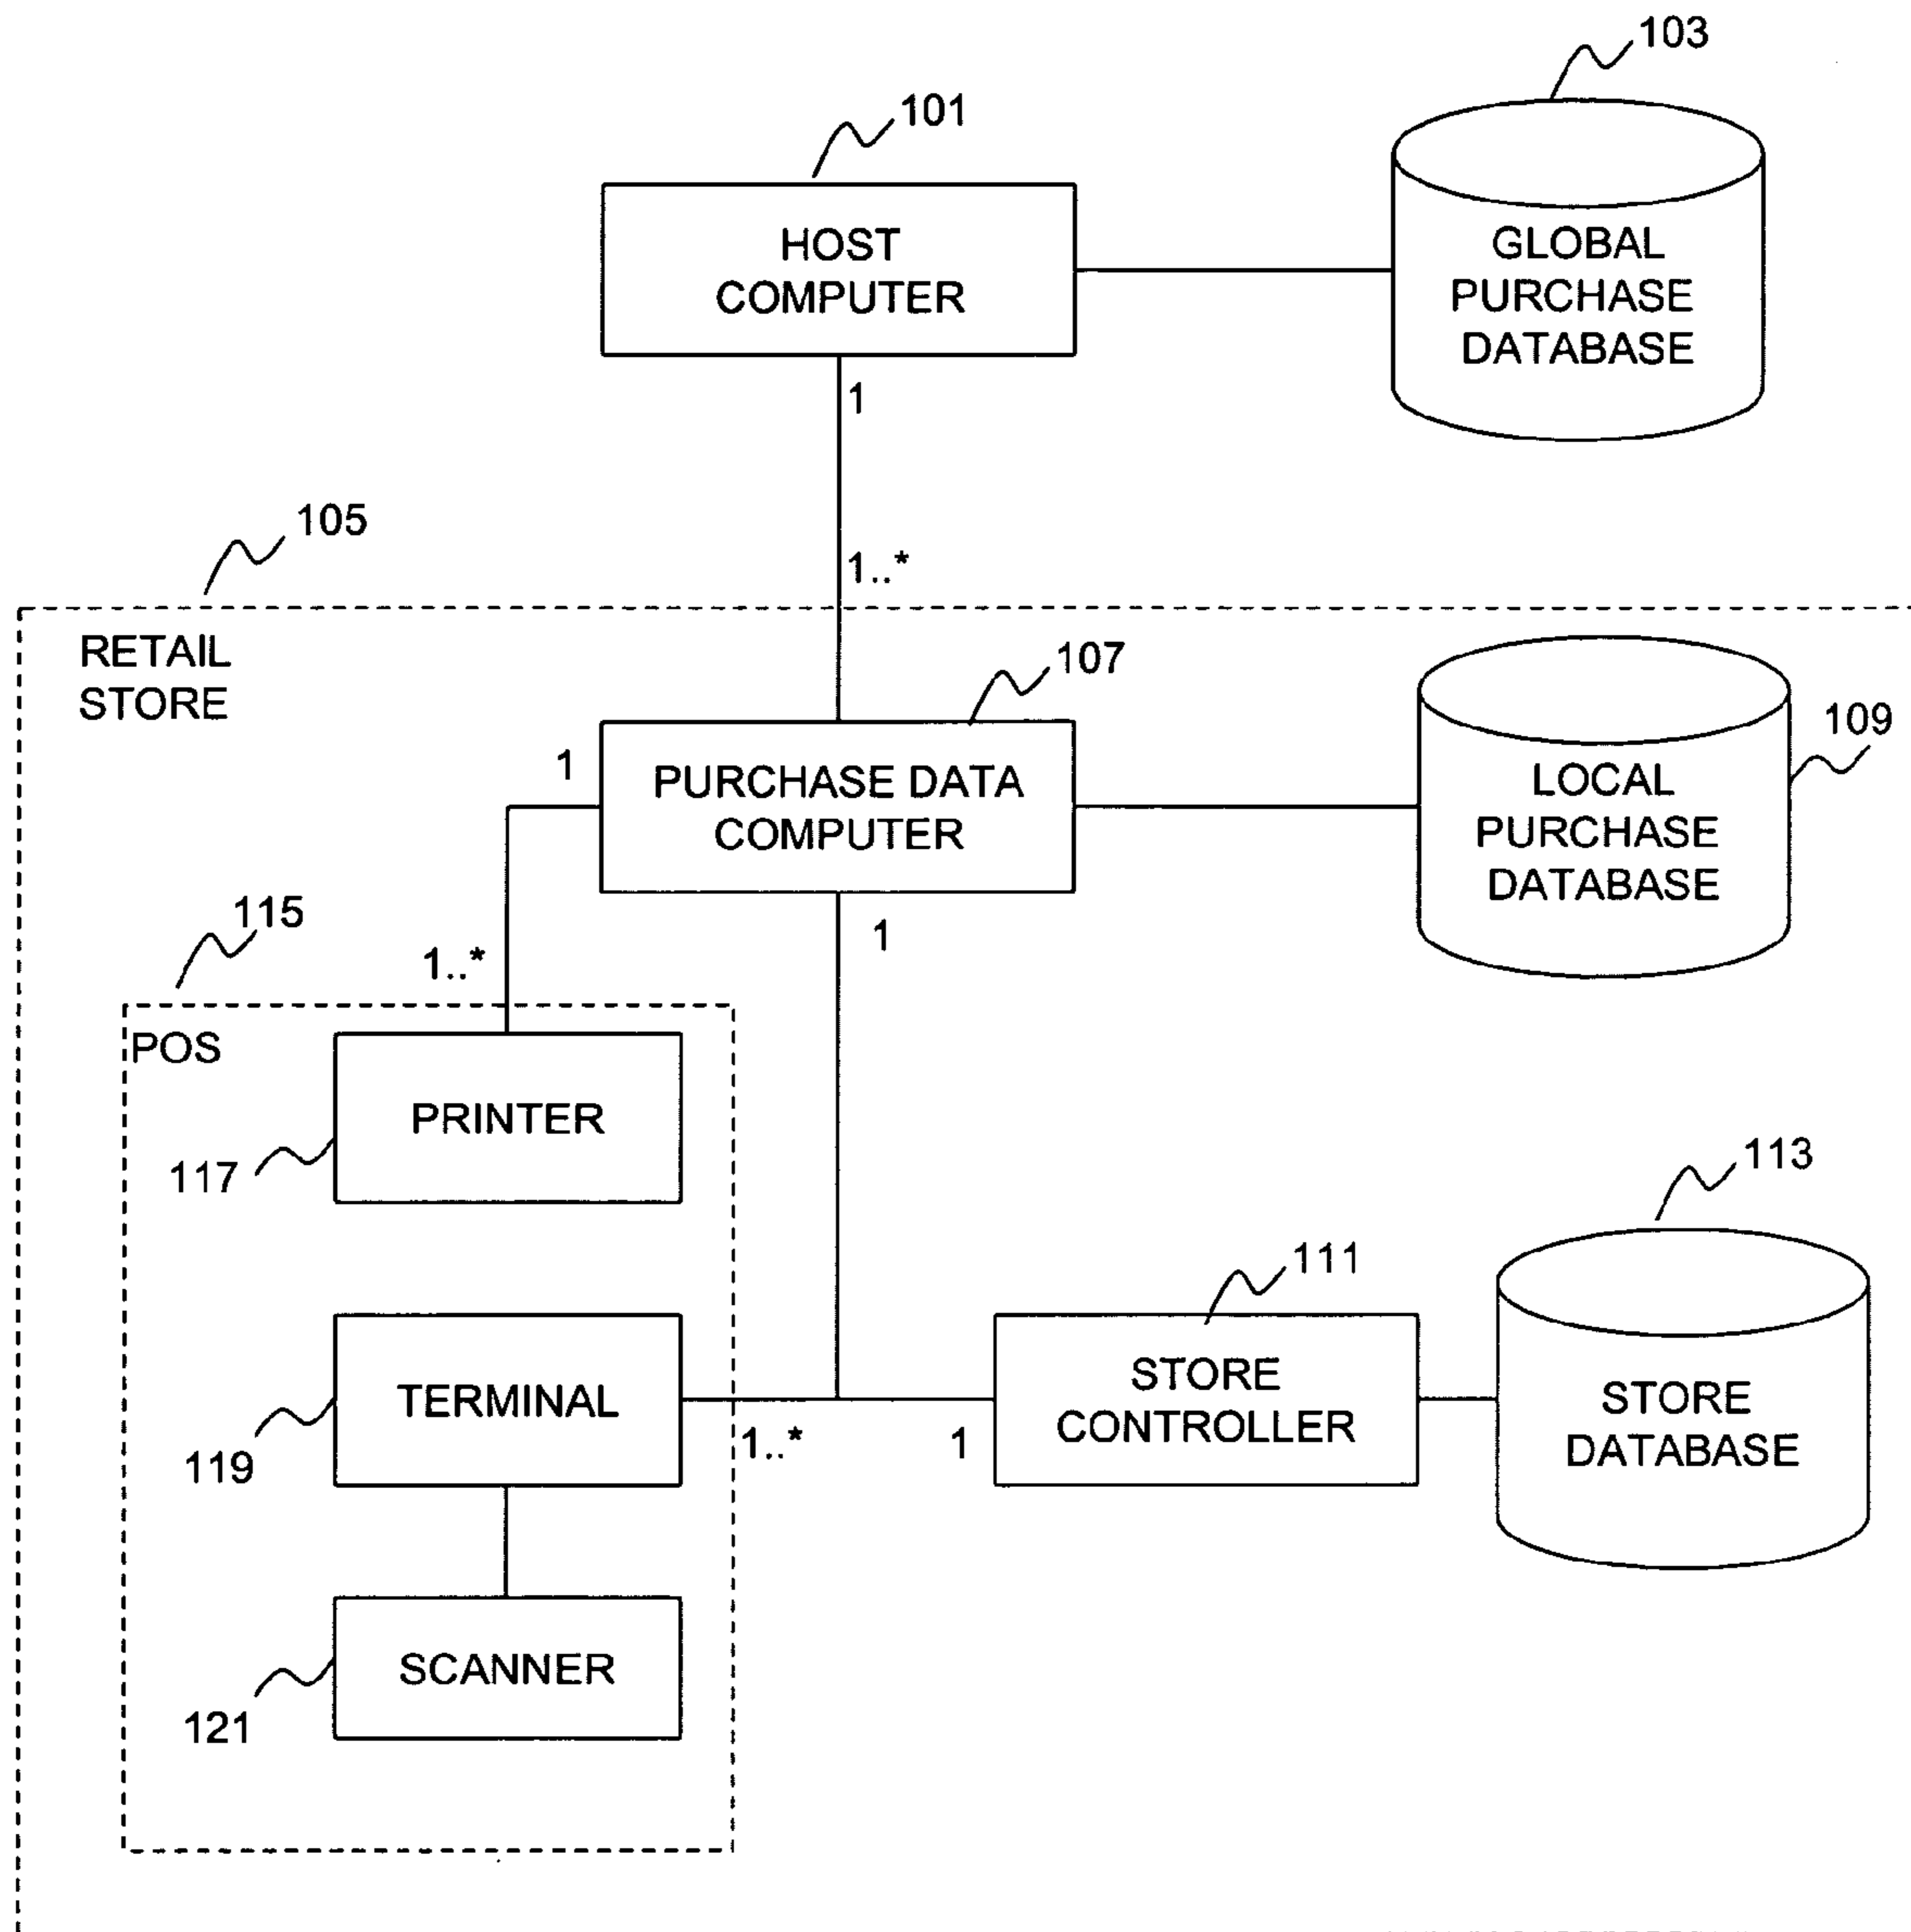 103
101
HOST
COMPUTER
GLOBAL
PURCHASE
DATABASE
1
1..*
105
RETAIL
STORE
107
109
1
PURCHASE DATA
COMPUTER
LOCAL
PURCHASE
DATABASE
115
1
1..*
POS
PRINTER
117
113
111
TERMINAL
STORE
CONTROLLER
STORE
DATABASE
119
1..*
1
SCANNER
121